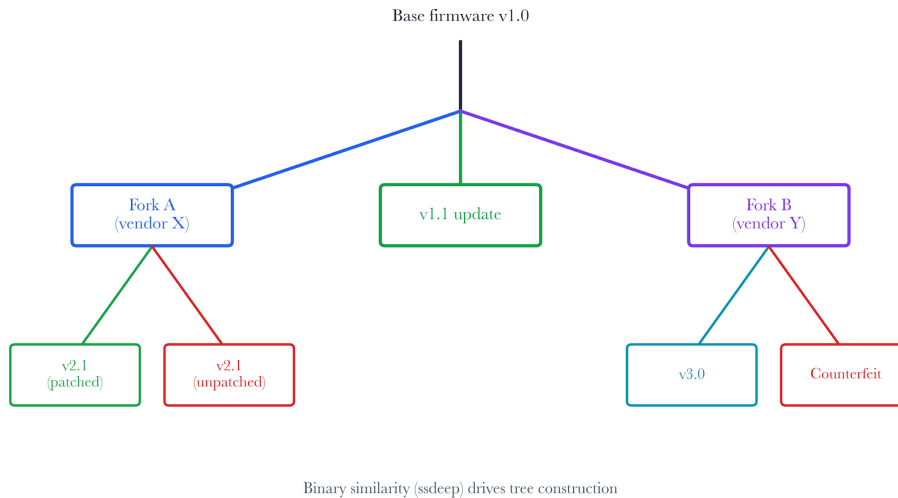 Base firmware v1.0
Fork A
(vendor X)
v1.1 update
Fork B
(vendor Y)
v2.1
(patched)
v2.1
(unpatched)
v3.0
Counterfeit
Binary similarity (ssdeep) drives tree construction